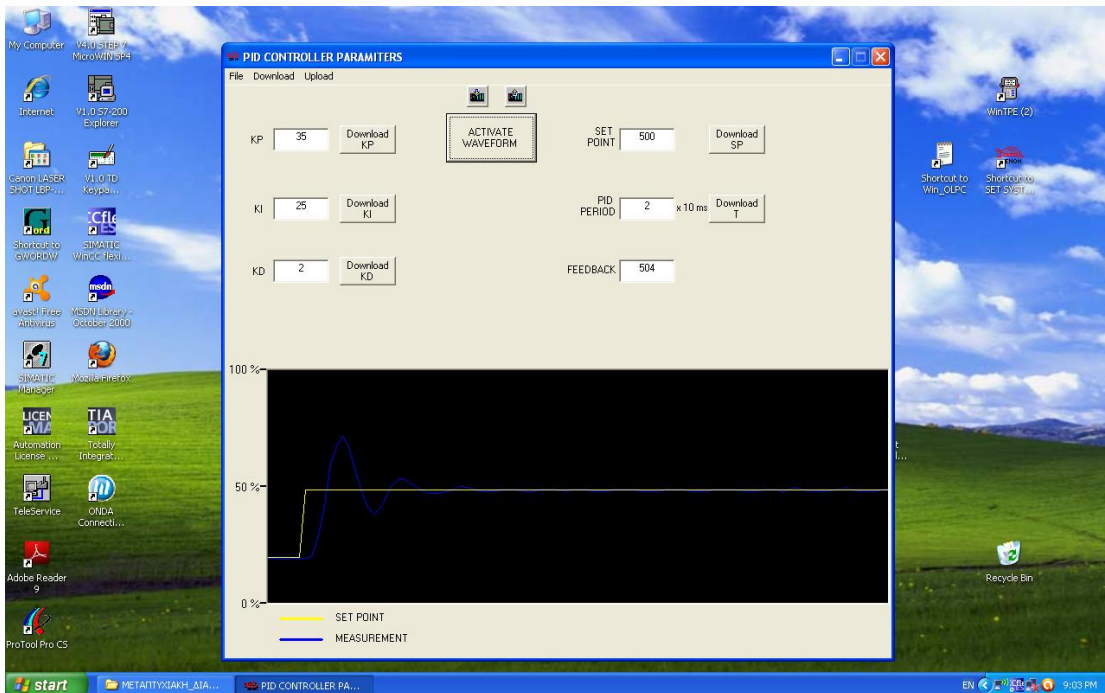 My Computer
V4.0 STEP 7
MicroWIN SP4
Internet
V1.0 S7-200
Explorer
Canon LASER
SHOT LBP-...
V1.0 TD
Keypa...
Shortcut to
GWORDW
SIMATIC
WinCC flexi...
avast! Free
Antivirus
MSDN Library -
October 2000
SIMATIC
Manager
Mozilla Firefox
Automation
License ...
Totally
Integrat...
TeleService
ONDA
Connecti...
Adobe Reader
9
ProTool Pro CS
PID CONTROLLER PARAMITERS
File Download Upload
KP 35 Download
KP
ACTIVATE
WAVEFORM
SET
POINT 500 Download
SP
KI 25 Download
KI
PID
PERIOD 2 x 10 ms Download
T
KD 2 Download
KD
FEEDBACK 504
100 %
50 %
0 %
SET POINT
MEASUREMENT
WinTPE (2)
Shortcut to
Win_OLPC
Shortcut to
SET SYST...
Recycle Bin
start
ΜΕΤΑΠΤΥΧΙΑΚΗ_ΔΙΑ...
PID CONTROLLER PA...
EN
9:03 PM